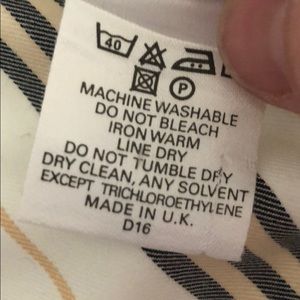 40
P
MACHINE WASHABLE
DO NOT BLEACH
IRON WARM
LINE DRY
DO NOT TUMBLE DRY
DRY CLEAN, ANY SOLVENT
EXCEPT TRICHLOROETHYLENE
MADE IN U.K.
D16